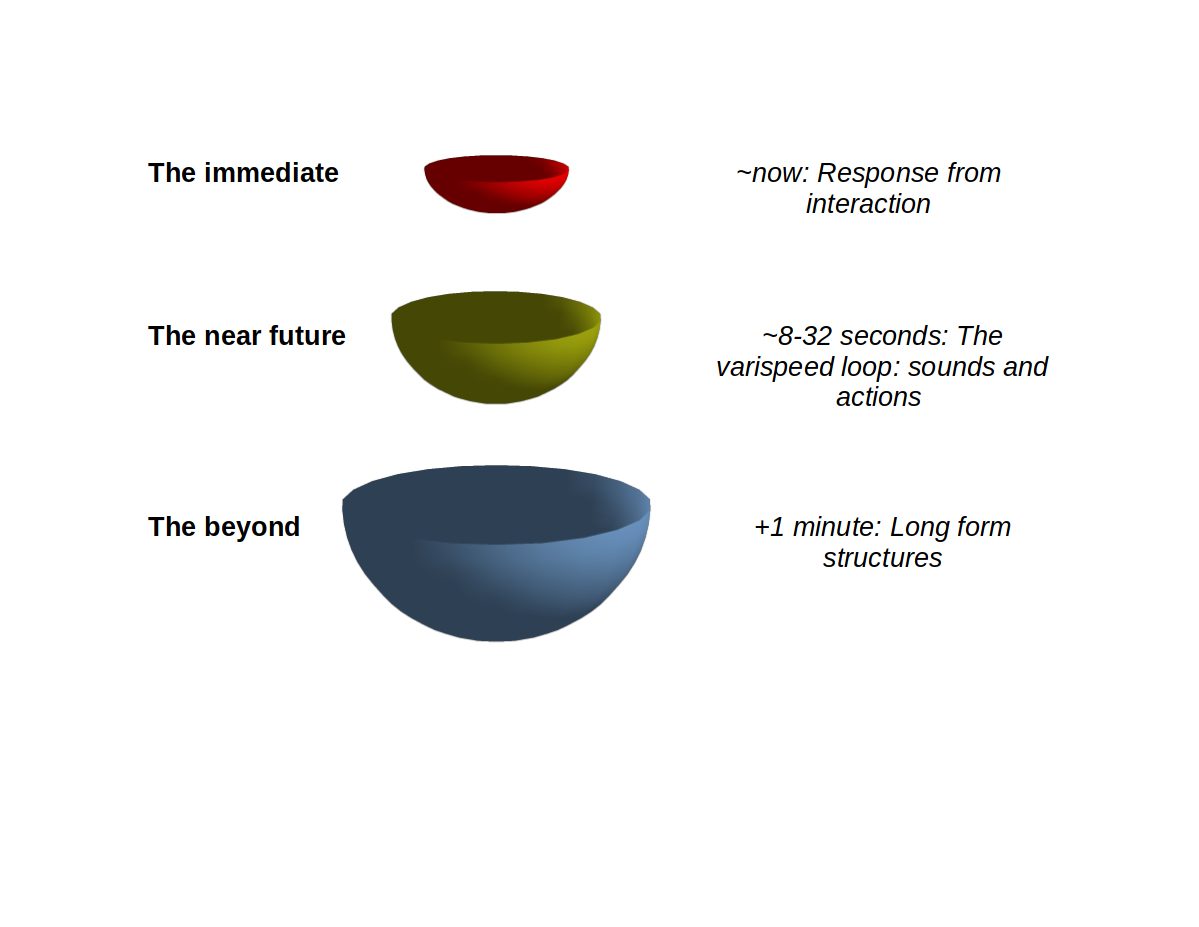 The immediate
~now: Response from
interaction
The near future
~8-32 seconds: The
varispeed loop: sounds and
actions
The beyond
+1 minute: Long form
structures